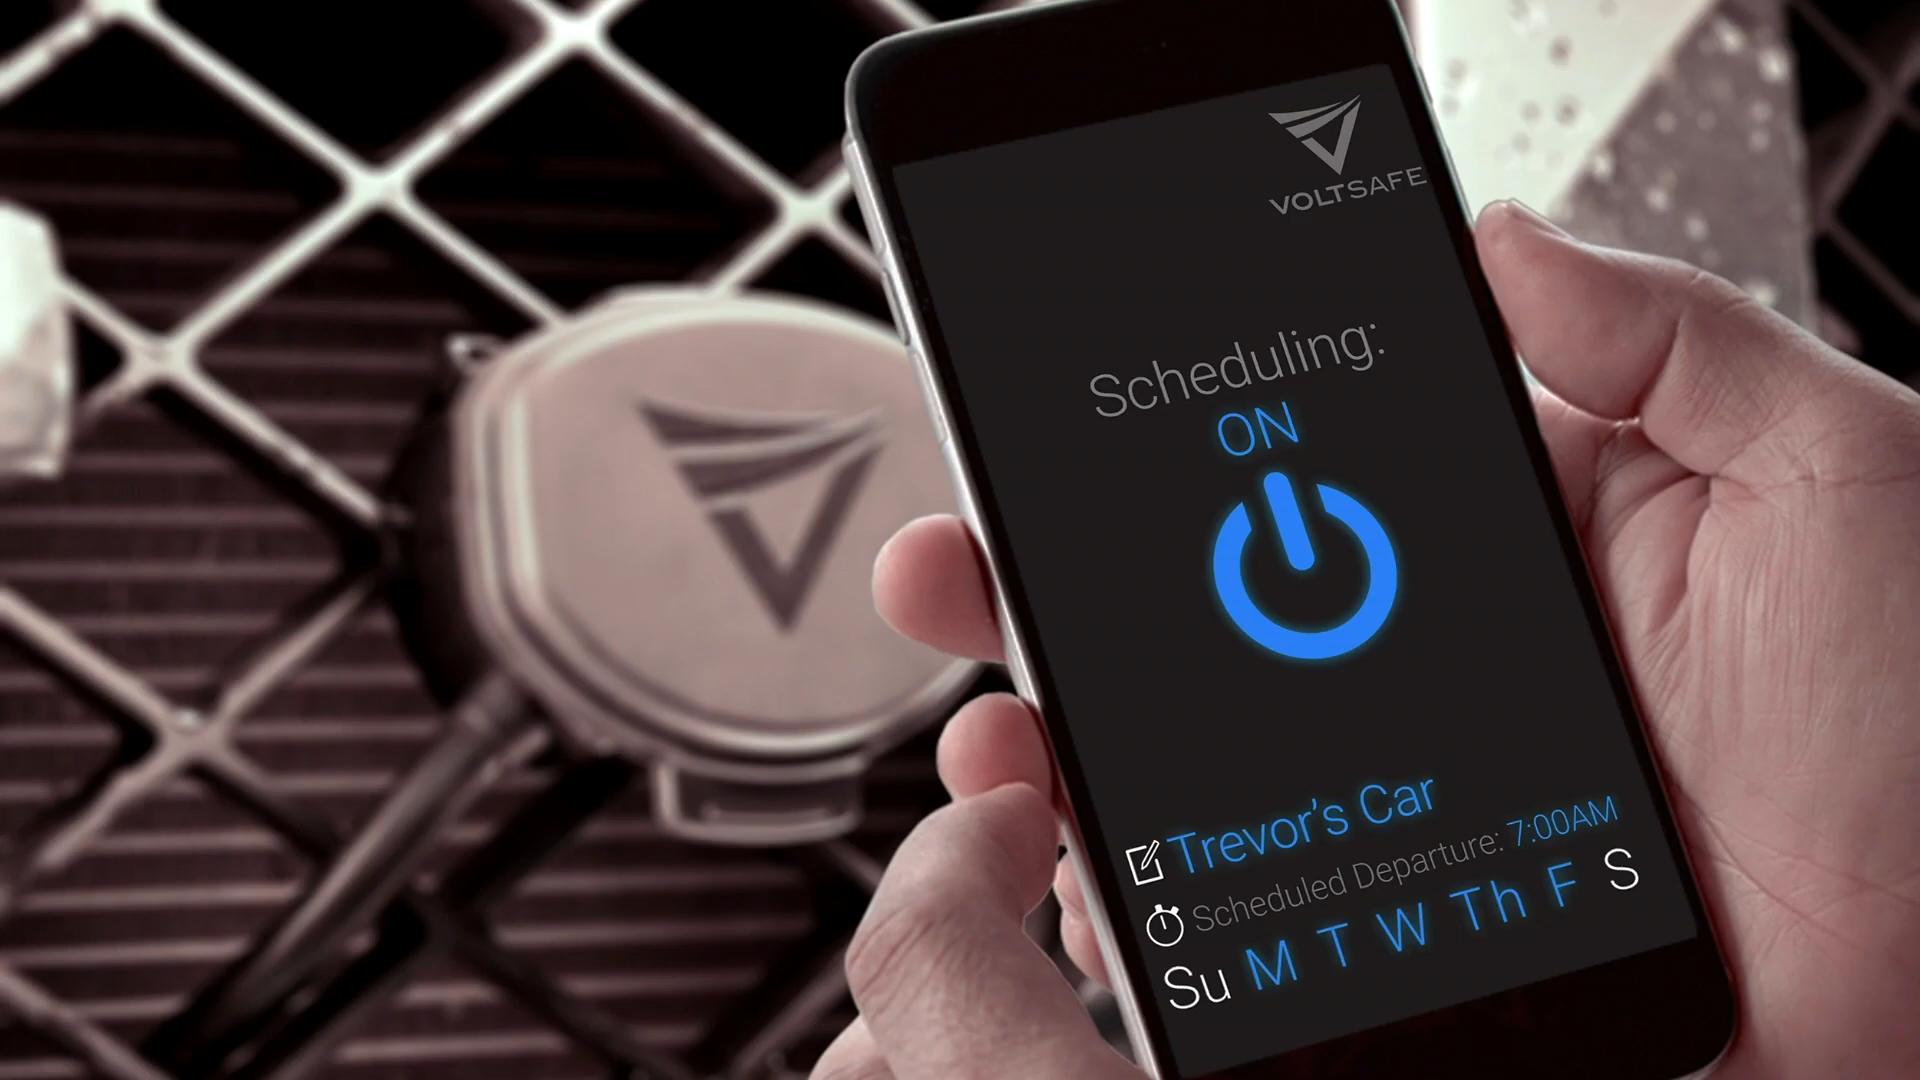 VOLTSAFE
Scheduling:
ON
Trevor's Car
Scheduled Departure: 7:00AM
Su M T W Th F S